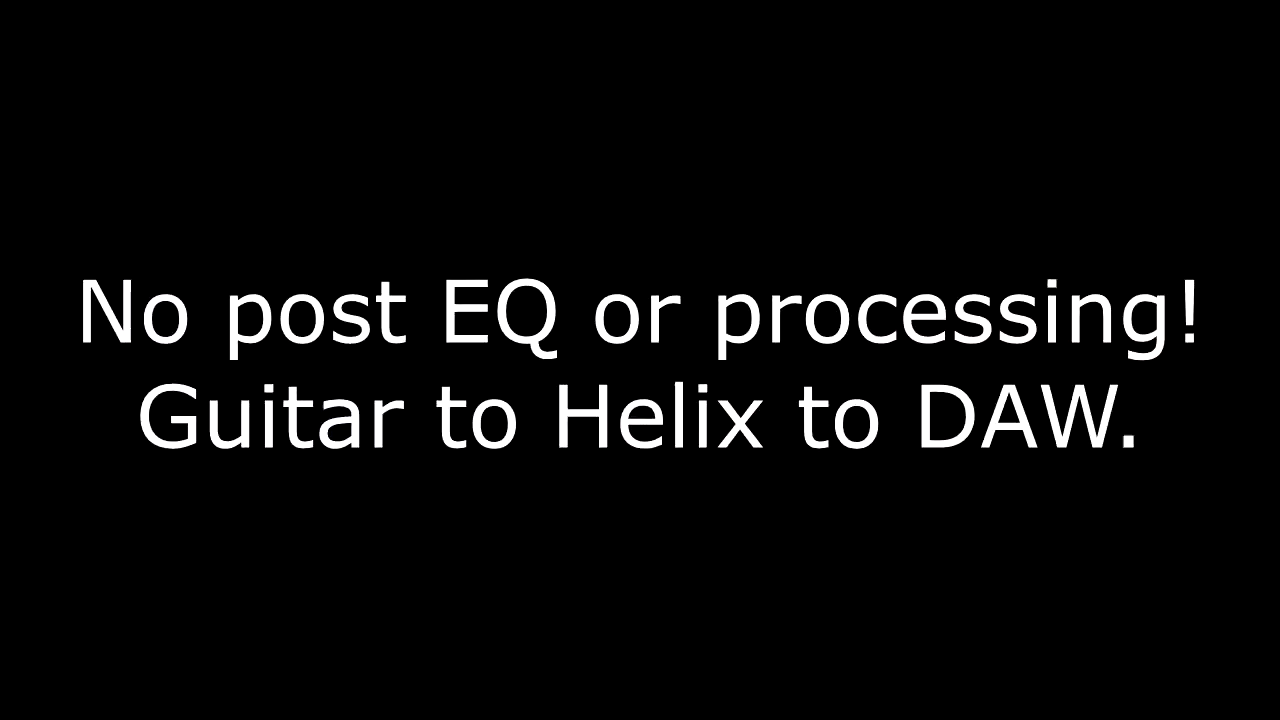 No post EQ or processing!
Guitar to Helix to DAW.